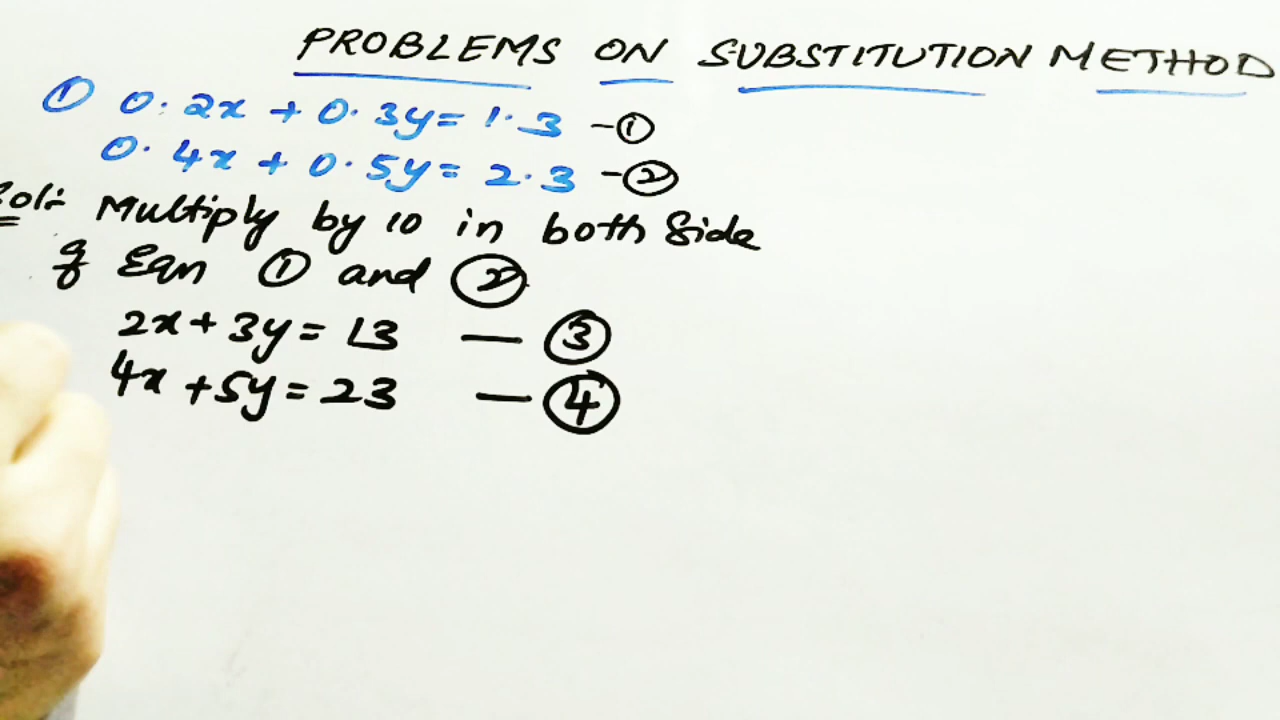 PROBLEMS ON SUBSTITUTION METHOD
① 0.2x + 0.3y = 1.3 -①
0.4x + 0.5y = 2.3 -②
Sol:- Multiply by 10 in both Side
of Eqn ① and ②
2x + 3y = 13 — ③
4x + 5y = 23 — ④